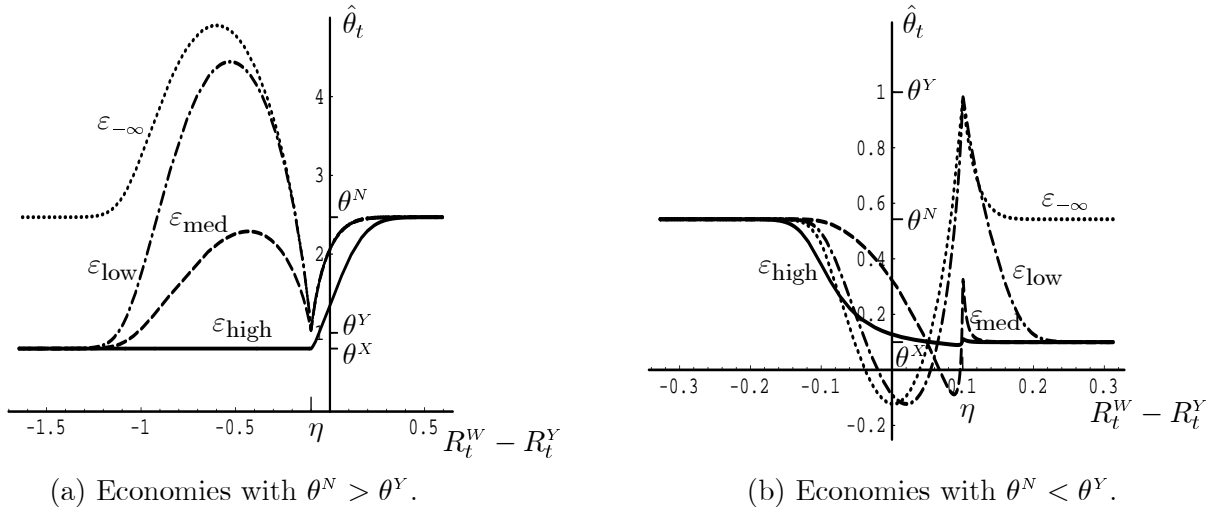 θ̂_t
4
3
2
1
θ^N
θ^Y
θ^X
ε_{−∞}
ε_med
ε_low
ε_high
-1.5
-1
-0.5
η
0.5
R_t^W − R_t^Y
(a) Economies with θ^N > θ^Y.
θ̂_t
1
0.8
0.6
0.4
0.2
-0.2
θ^Y
θ^N
θ^X
ε_{−∞}
ε_high
ε_low
ε_med
-0.3
-0.2
-0.1
0.1
0.2
0.3
η
R_t^W − R_t^Y
(b) Economies with θ^N < θ^Y.